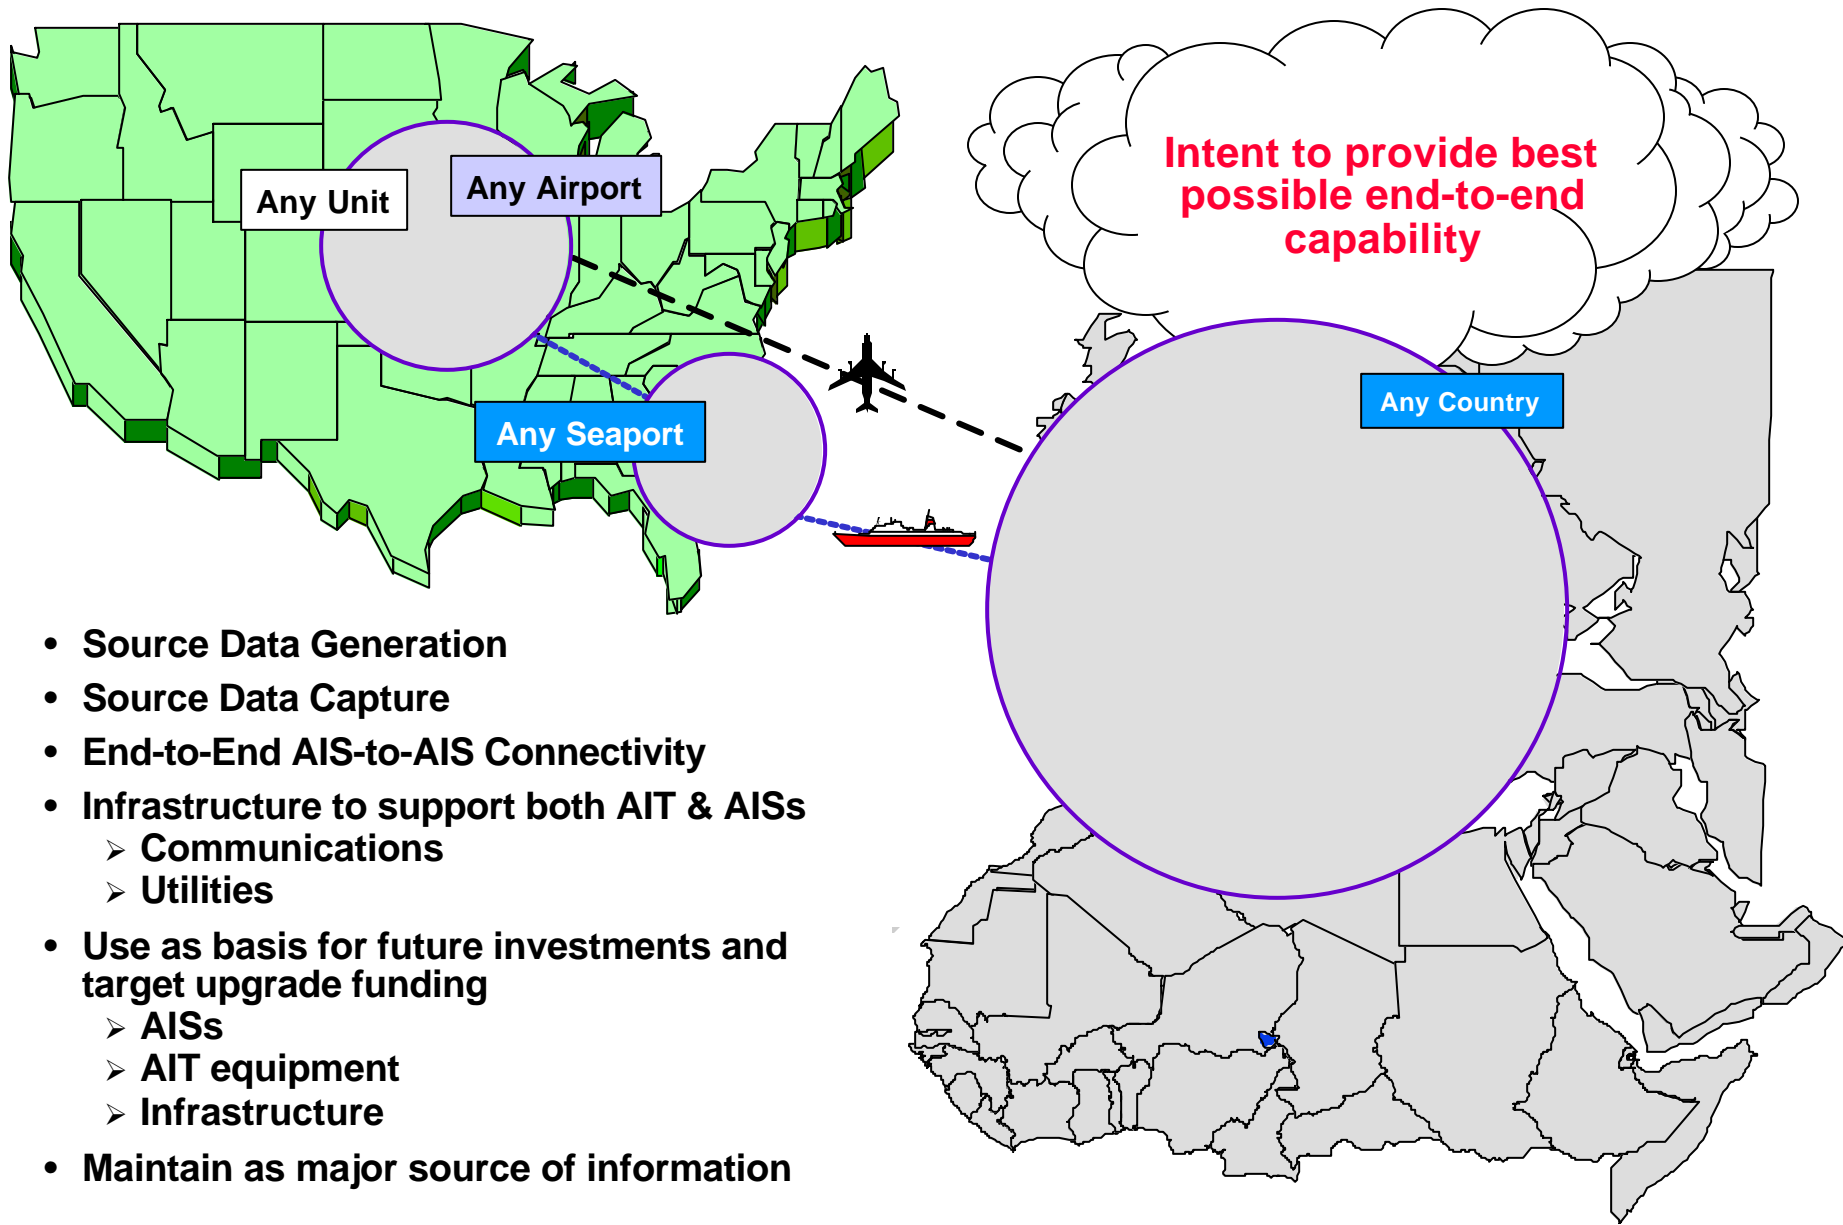 Intent to provide best
possible end-to-end
capability
Any Unit
Any Airport
Any Seaport
Any Country
• Source Data Generation
• Source Data Capture
• End-to-End AIS-to-AIS Connectivity
• Infrastructure to support both AIT & AISs
➢ Communications
➢ Utilities
• Use as basis for future investments and
target upgrade funding
➢ AISs
➢ AIT equipment
➢ Infrastructure
• Maintain as major source of information